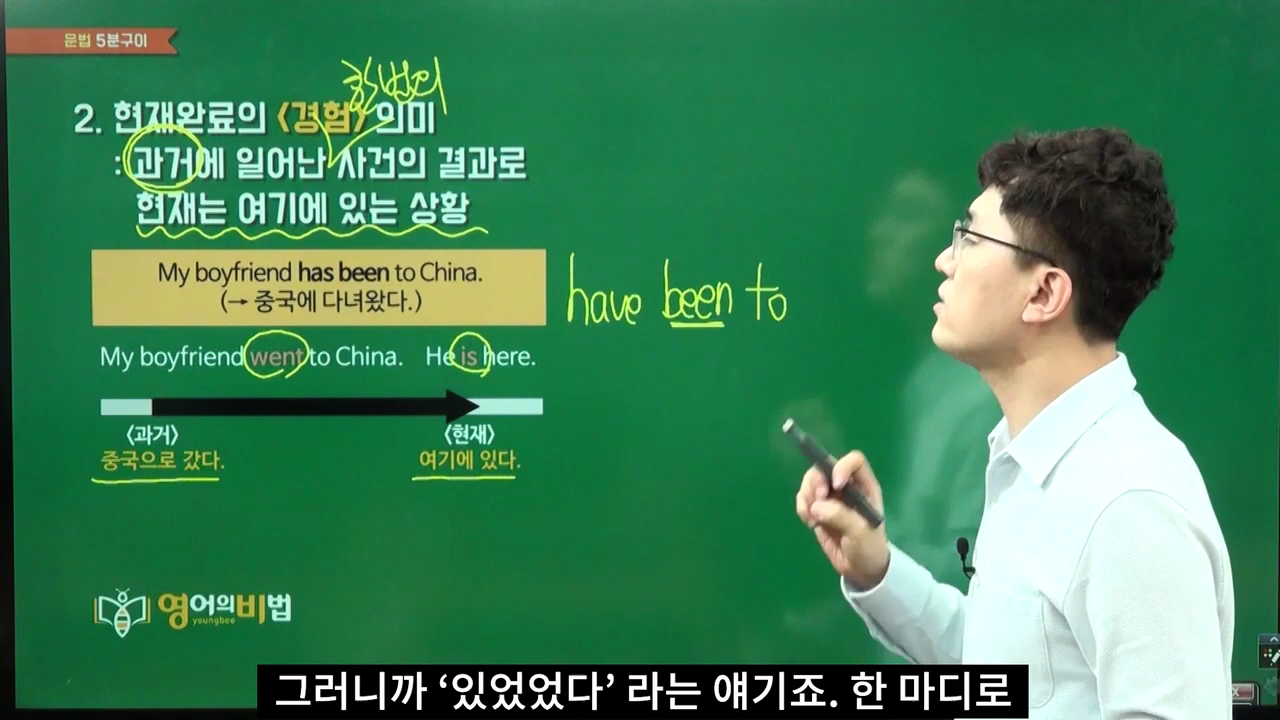 문법 5분구이
한 번의
2. 현재완료의 〈경험〉 의미
: 과거에 일어난 사건의 결과로
현재는 여기에 있는 상황
My boyfriend has been to China.
(→ 중국에 다녀왔다.)
have been to
My boyfriend went to China. He is here.
〈과거〉 〈현재〉
중국으로 갔다. 여기에 있다.
영어의비법
youngbee
그러니까 ‘있었었다’ 라는 얘기죠. 한 마디로